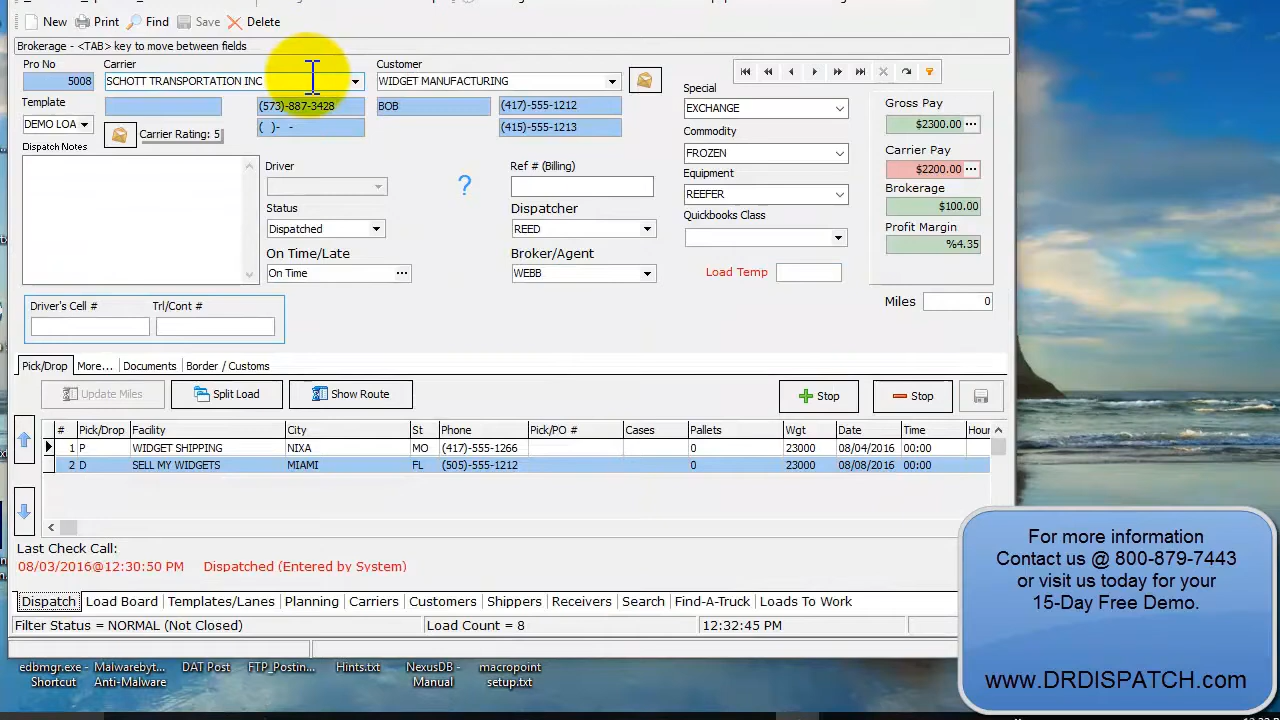 New Print Find Save Delete
Brokerage - <TAB> key to move between fields
Pro No Carrier Customer
5008 SCHOTT TRANSPORTATION INC WIDGET MANUFACTURING
Special
Template (573)-887-3428 BOB (417)-555-1212 EXCHANGE
Gross Pay
$2300.00
DEMO LOA Carrier Rating: 5 ( )- - (415)-555-1213
Commodity
Dispatch Notes
FROZEN
Carrier Pay
$2200.00
Driver ? Ref # (Billing)
Equipment
REEFER
Brokerage
$100.00
Status Dispatcher
Dispatched REED
Quickbooks Class
Profit Margin
%4.35
On Time/Late Broker/Agent
On Time WEBB
Load Temp
Miles 0
Driver's Cell # Trl/Cont #
Pick/Drop More... Documents Border / Customs
Update Miles Split Load Show Route Stop Stop
# Pick/Drop Facility City St Phone Pick/PO # Cases Pallets Wgt Date Time Hour
1 P WIDGET SHIPPING NIXA MO (417)-555-1266 0 23000 08/04/2016 00:00
2 D SELL MY WIDGETS MIAMI FL (505)-555-1212 0 23000 08/08/2016 00:00
Last Check Call:
08/03/2016@12:30:50 PM Dispatched (Entered by System)
Dispatch Load Board Templates/Lanes Planning Carriers Customers Shippers Receivers Search Find-A-Truck Loads To Work
Filter Status = NORMAL (Not Closed) Load Count = 8 12:32:45 PM
edbmgr.exe - Malwarebyt... DAT Post FTP_Postin... Hints.txt NexusDB - macropoint
Shortcut Anti-Malware Manual setup.txt
For more information
Contact us @ 800-879-7443
or visit us today for your
15-Day Free Demo.
www.DRDISPATCH.com